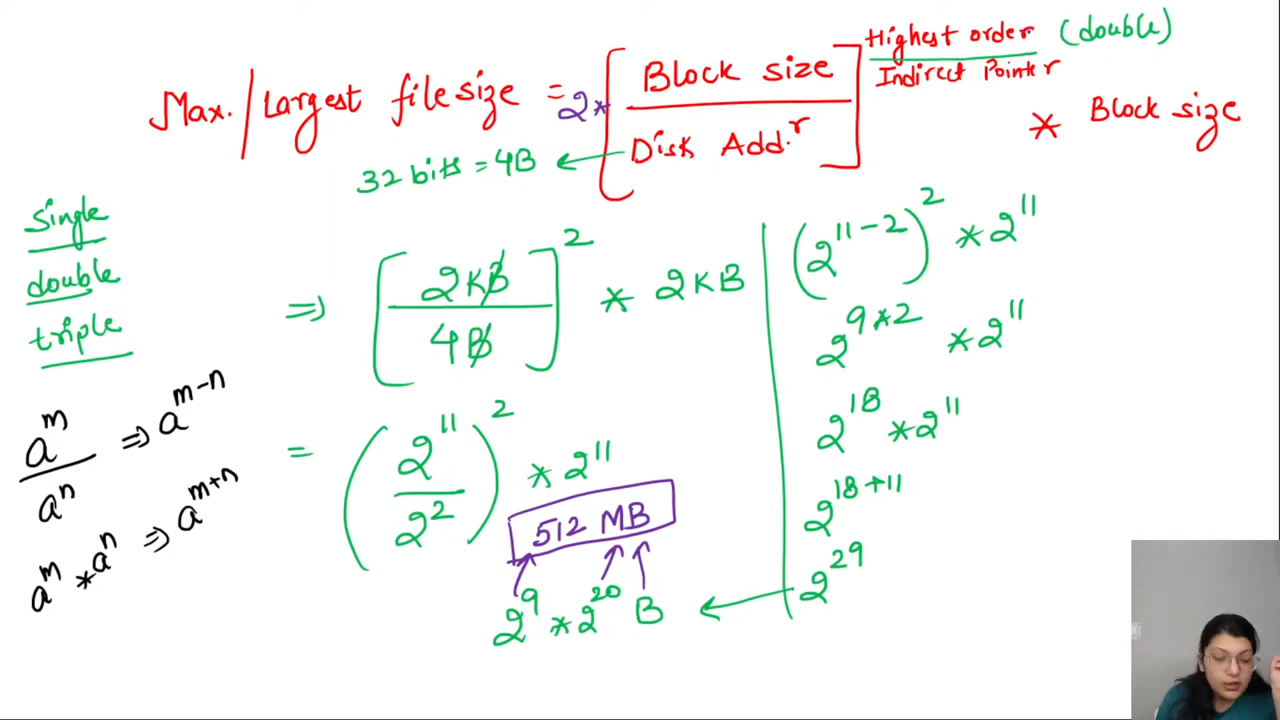 Highest order (double)
Indirect Pointer
Max./Largest filesize = 2* [Block size / Disk Add.r] * Block size
32 bits = 4B ←
Single
double
triple
⇒ [2KB / 4B]^2 * 2KB
= (2^11 / 2^2)^2 * 2^11
a^m / a^n ⇒ a^m-n
a^m * a^n ⇒ a^m+n
512 MB
2^9 * 2^20 B ←
(2^11-2)^2 * 2^11
2^9*2 * 2^11
2^18 * 2^11
2^18+11
2^29